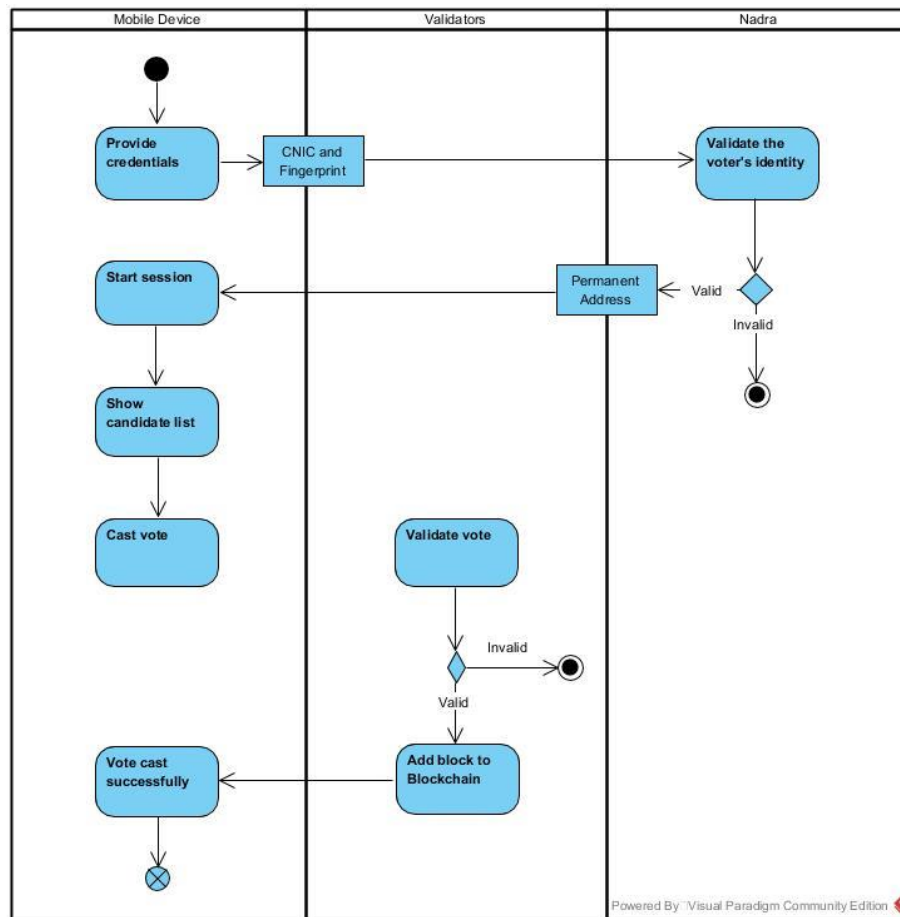 Mobile Device
Validators
Nadra
Provide
credentials
CNIC and
Fingerprint
Validate the
voter's identity
Start session
Permanent
Address
Valid
Invalid
Show
candidate list
Cast vote
Validate vote
Invalid
Valid
Vote cast
successfully
Add block to
Blockchain
Powered By Visual Paradigm Community Edition